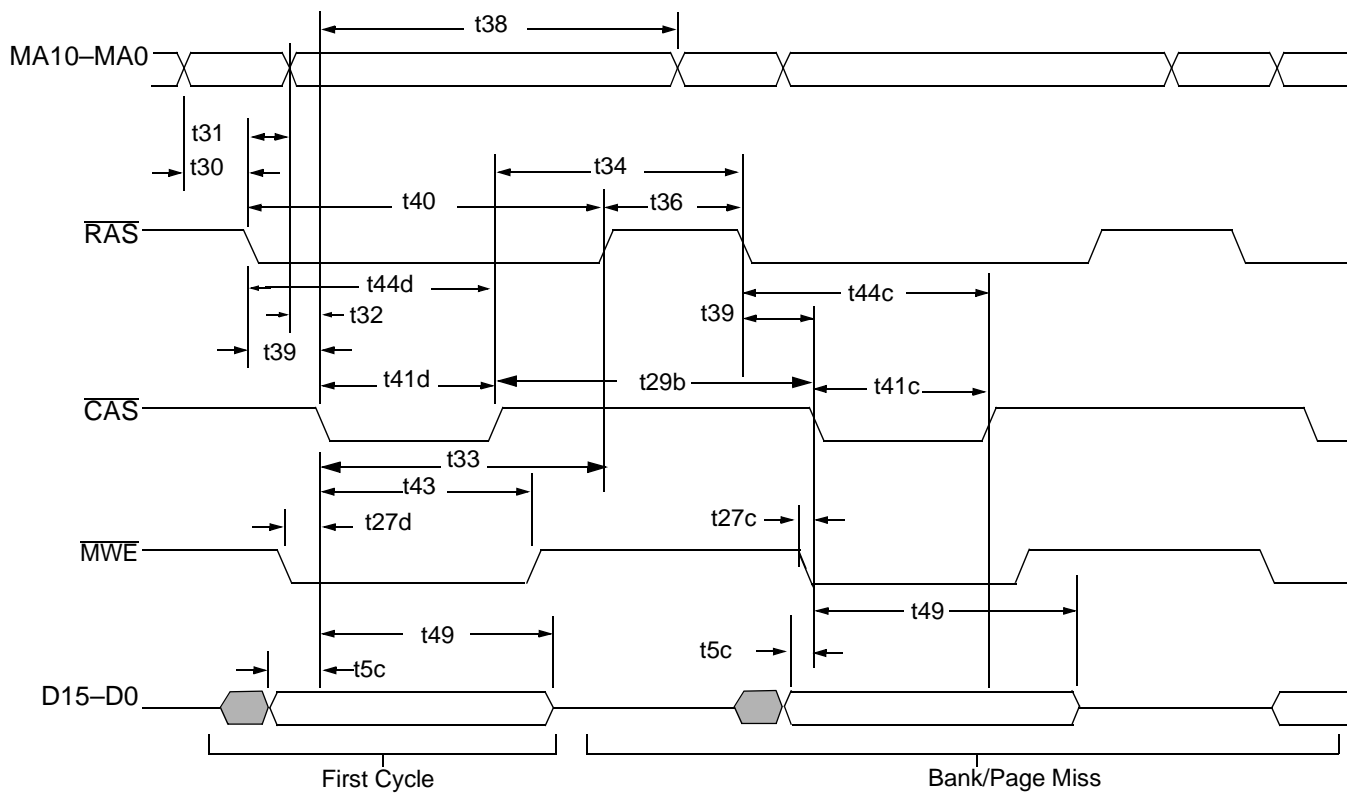 t38
MA10–MA0
t31
t30
t34
t40
t36
RAS
t44d
t44c
t32
t39
t39
t41d
t29b
t41c
CAS
t33
t43
t27d
t27c
MWE
t49
t49
t5c
t5c
D15–D0
First Cycle
Bank/Page Miss